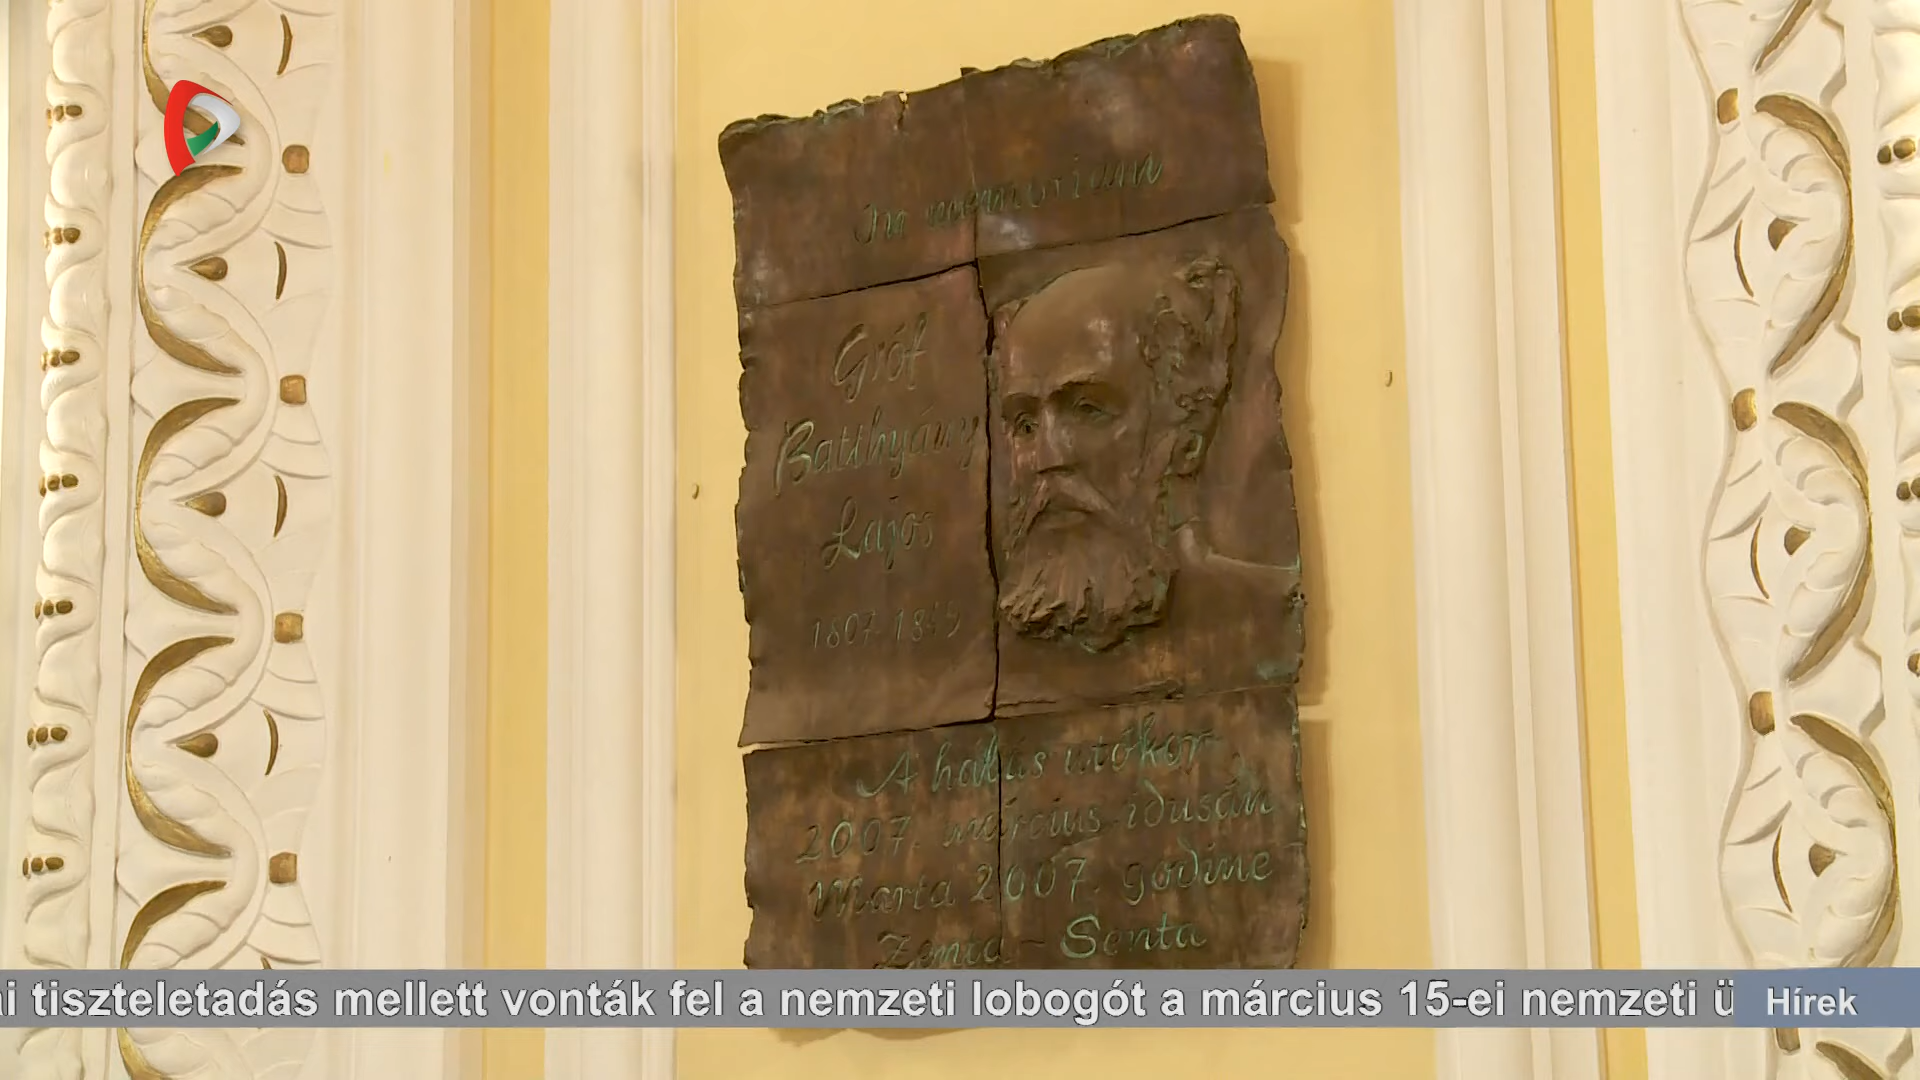 In memoriam
Gróf
Batthyány
Lajos
1807-1849
A hálás utókor
2007. március idusán
Marta 2007. godine
Zenta - Senta
ai tiszteletadás mellett vonták fel a nemzeti lobogót a március 15-ei nemzeti ü
Hírek